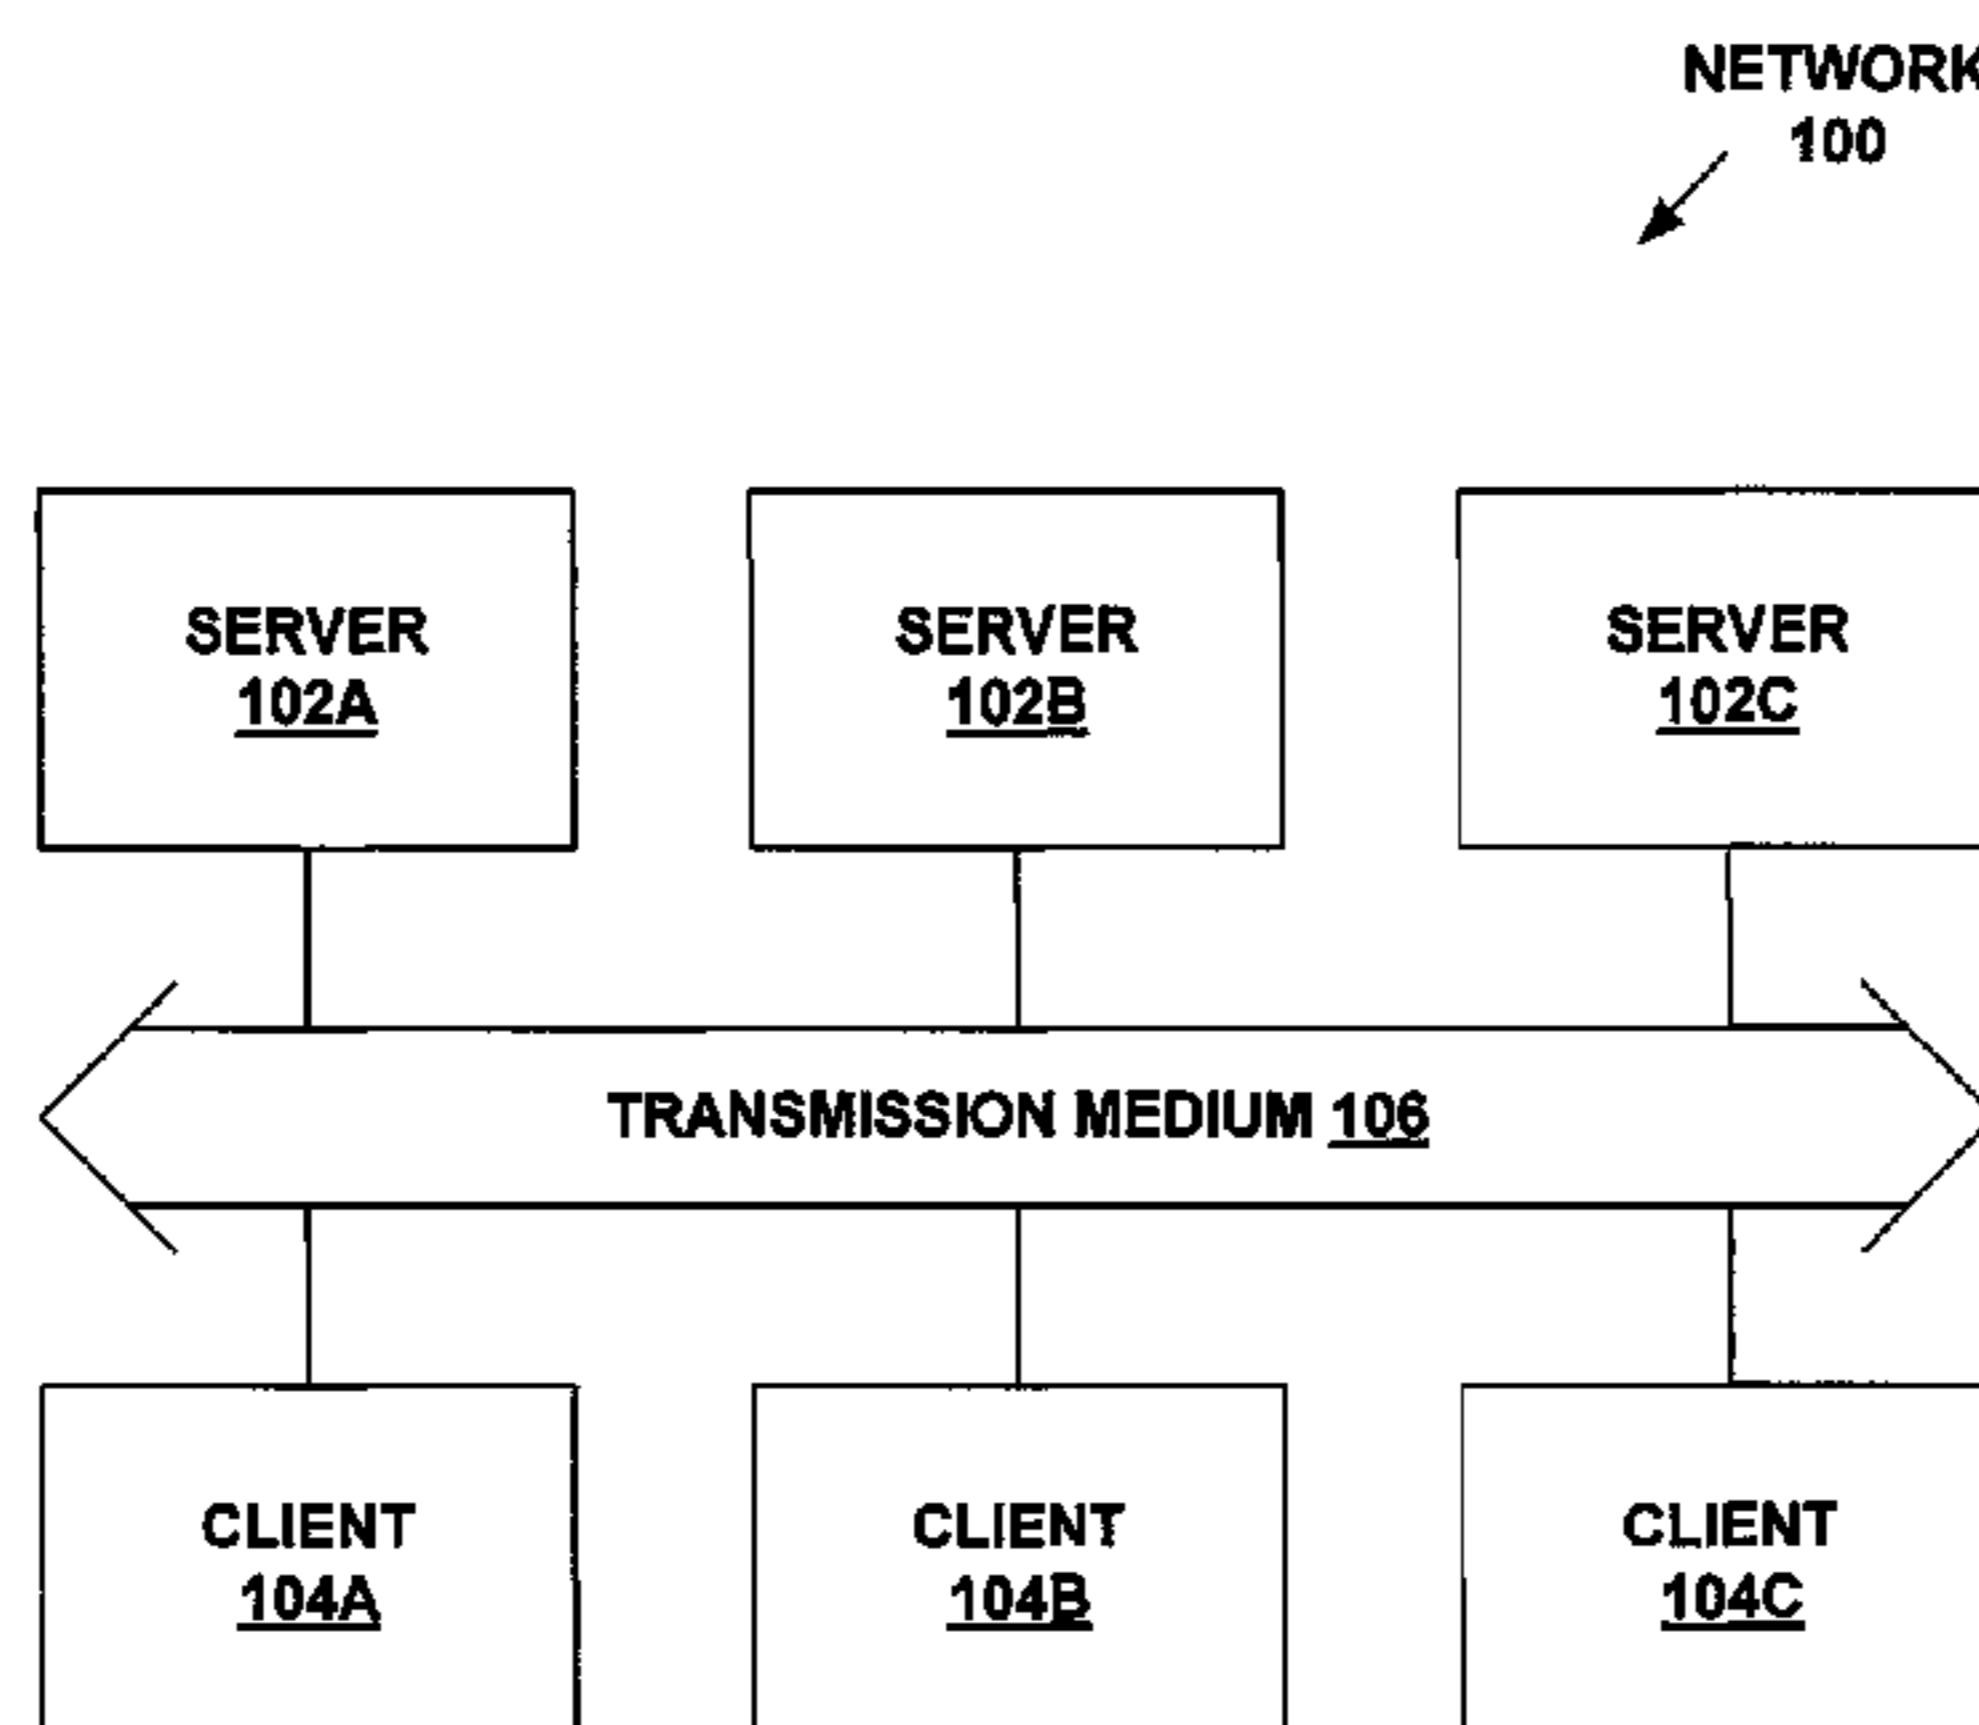 NETWORK
100
SERVER
102A
SERVER
102B
SERVER
102C
TRANSMISSION MEDIUM 106
CLIENT
104A
CLIENT
104B
CLIENT
104C